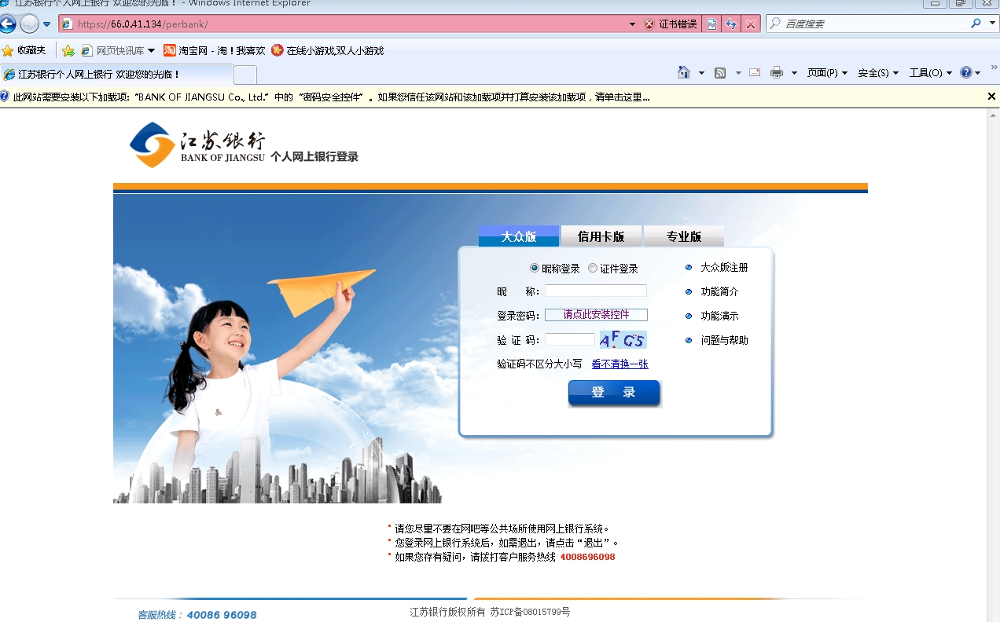 江苏银行个人网上银行 欢迎您的光临！ - Windows Internet Explorer
https://66.0.41.134/perbank/
证书错误
百度搜索
收藏夹
网页快讯库
淘宝网 - 淘！我喜欢
在线小游戏,双人小游戏
江苏银行个人网上银行 欢迎您的光临！
页面(P)
安全(S)
工具(O)
此网站需要安装以下加载项: “BANK OF JIANGSU Co., Ltd.” 中的 “密码安全控件” 。如果您信任该网站和该加载项并打算安装该加载项，请单击这里...
江苏银行
BANK OF JIANGSU
个人网上银行登录
大众版
信用卡版
专业版
昵称登录 证件登录
昵 称:
登录密码: 请点此安装控件
验 证 码: AFG5
验证码不区分大小写 看不清换一张
登 录
大众版注册
功能简介
功能演示
问题与帮助
请您尽量不要在网吧等公共场所使用网上银行系统。
您登录网上银行系统后，如需退出，请点击“退出”。
如果您存有疑问，请拨打客户服务热线 4008696098
客服热线： 40086 96098
江苏银行版权所有 苏ICP备08015799号